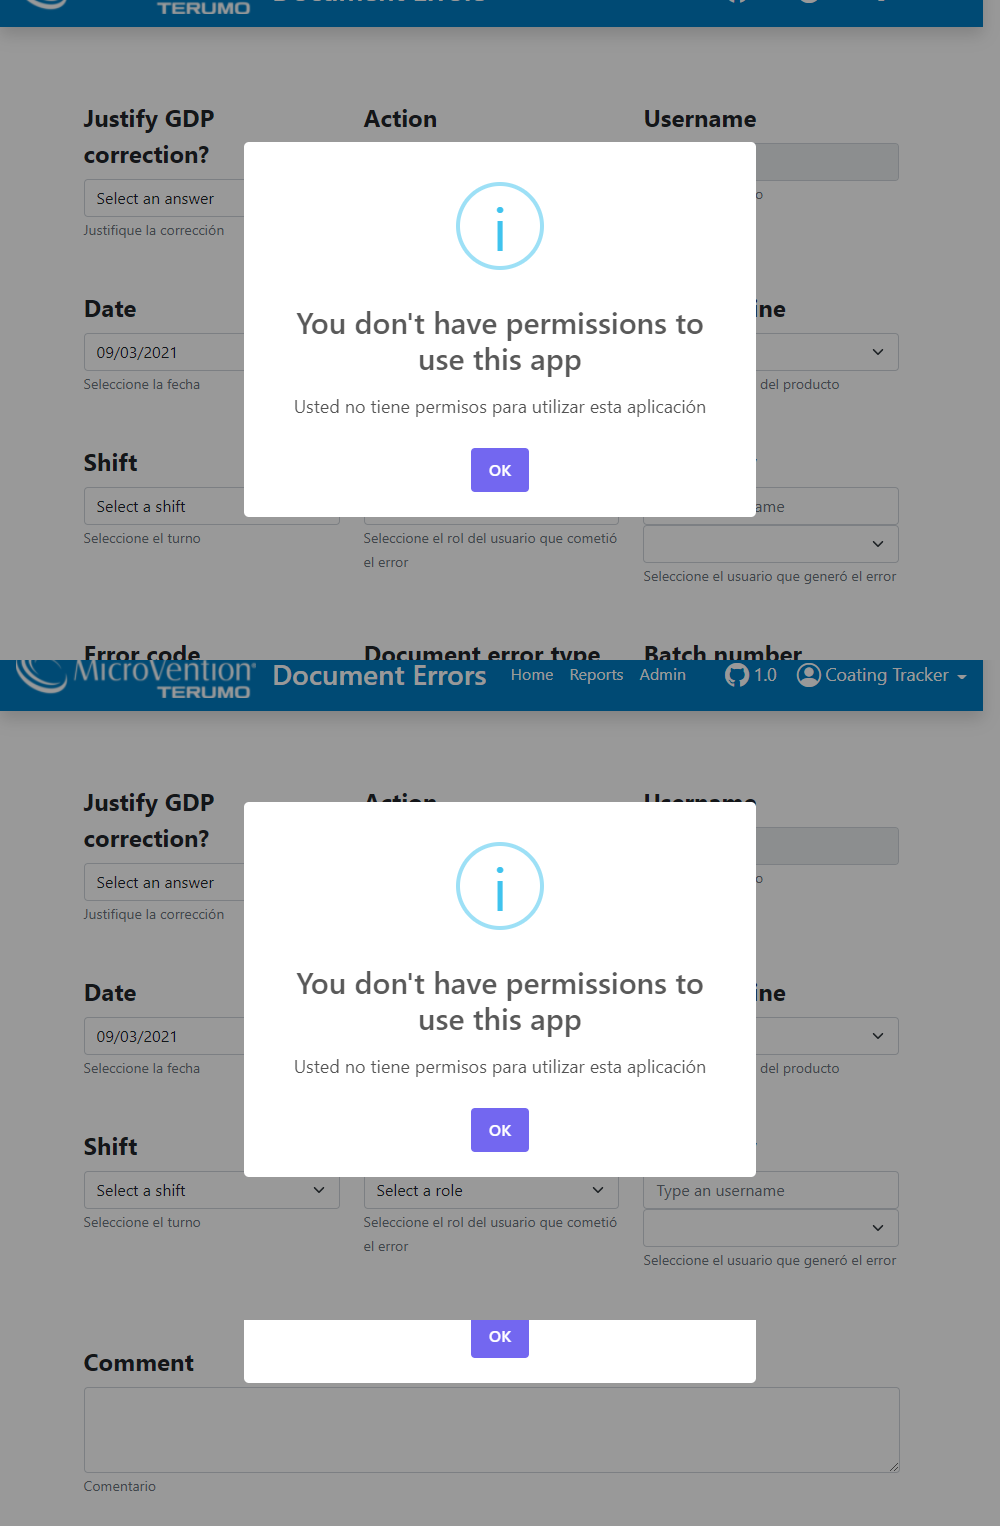 TERUMO Document Errors
Justify GDP correction?
Action
Username
Select an answer
Justifique la corrección
You don't have permissions to
use this app
Usted no tiene permisos para utilizar esta aplicación
OK
Date
09/03/2021
Seleccione la fecha
ine
del producto
Shift
Select a shift
Seleccione el turno
Seleccione el rol del usuario que cometió
el error
ame
Seleccione el usuario que generó el error
Error code
Document error type
Batch number
MicroVention TERUMO
Document Errors Home Reports Admin 1.0 Coating Tracker
Justify GDP correction?
Action
Username
Select an answer
Justifique la corrección
You don't have permissions to
use this app
Usted no tiene permisos para utilizar esta aplicación
OK
Date
09/03/2021
Seleccione la fecha
ine
del producto
Shift
Select a shift
Seleccione el turno
Select a role
Seleccione el rol del usuario que cometió
el error
Type an username
Seleccione el usuario que generó el error
OK
Comment
Comentario